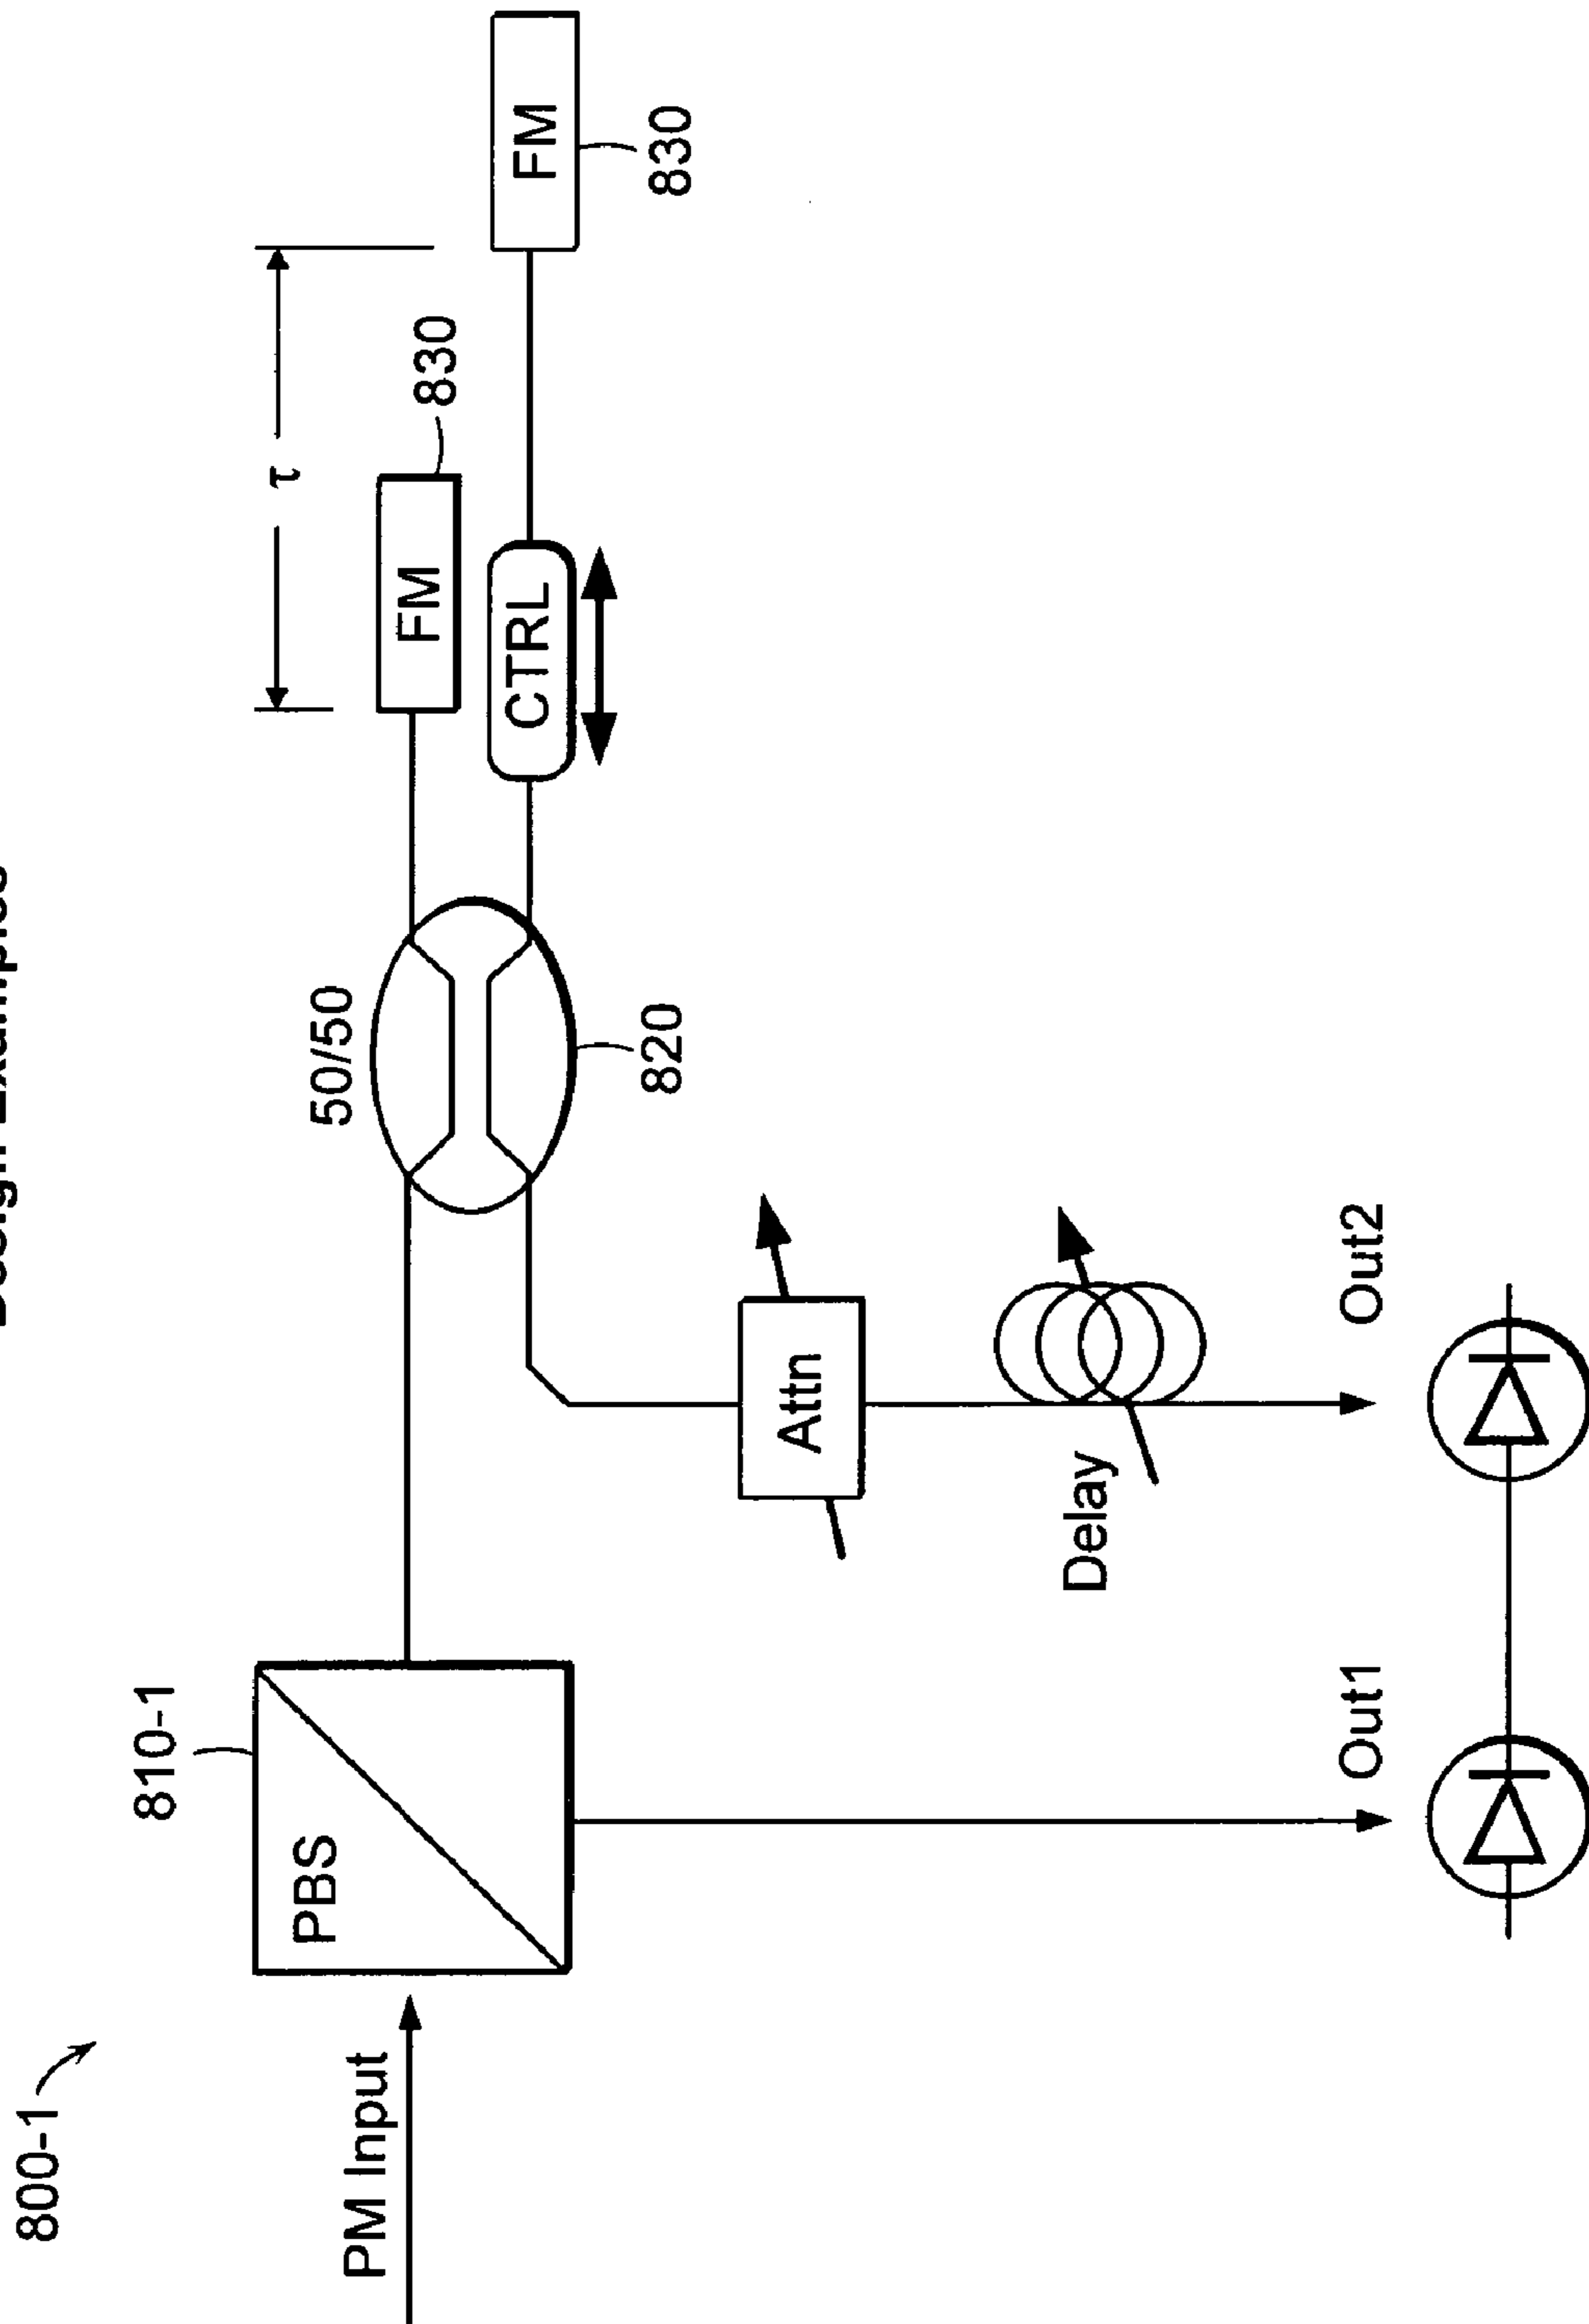 800-1
PM Input
810-1
PBS
50/50
820
FM
830
τ
CTRL
FM
830
Attn
Delay
Out1
Out2